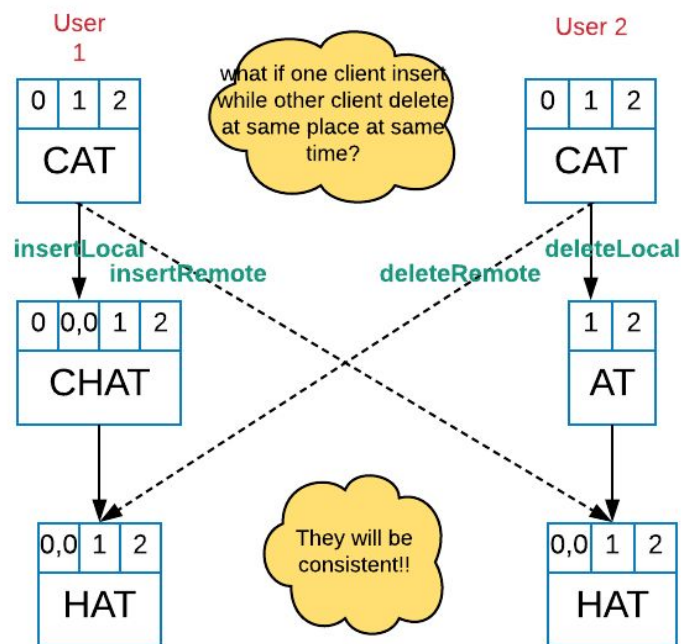 User
1
User 2
what if one client insert
while other client delete
at same place at same
time?
0 1 2
CAT
0 1 2
CAT
insertLocal
insertRemote
deleteRemote
deleteLocal
0 0,0 1 2
CHAT
1 2
AT
They will be
consistent!!
0,0 1 2
HAT
0,0 1 2
HAT